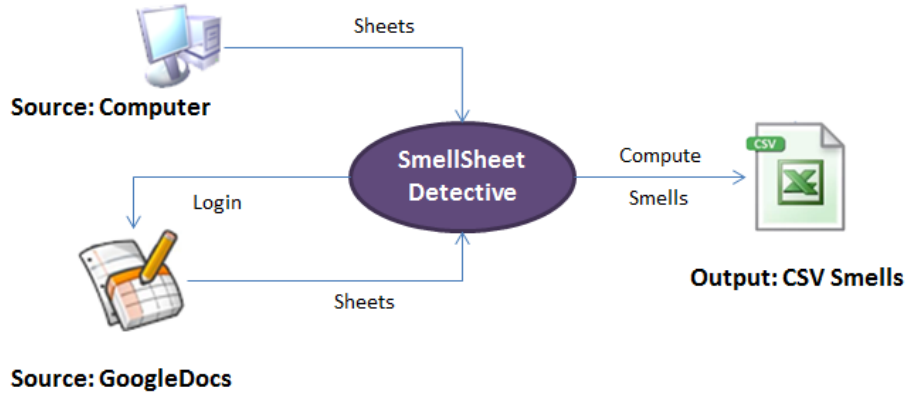 Sheets
Source: Computer
SmellSheet
Detective
Compute
Smells
CSV
Login
Output: CSV Smells
Sheets
Source: GoogleDocs